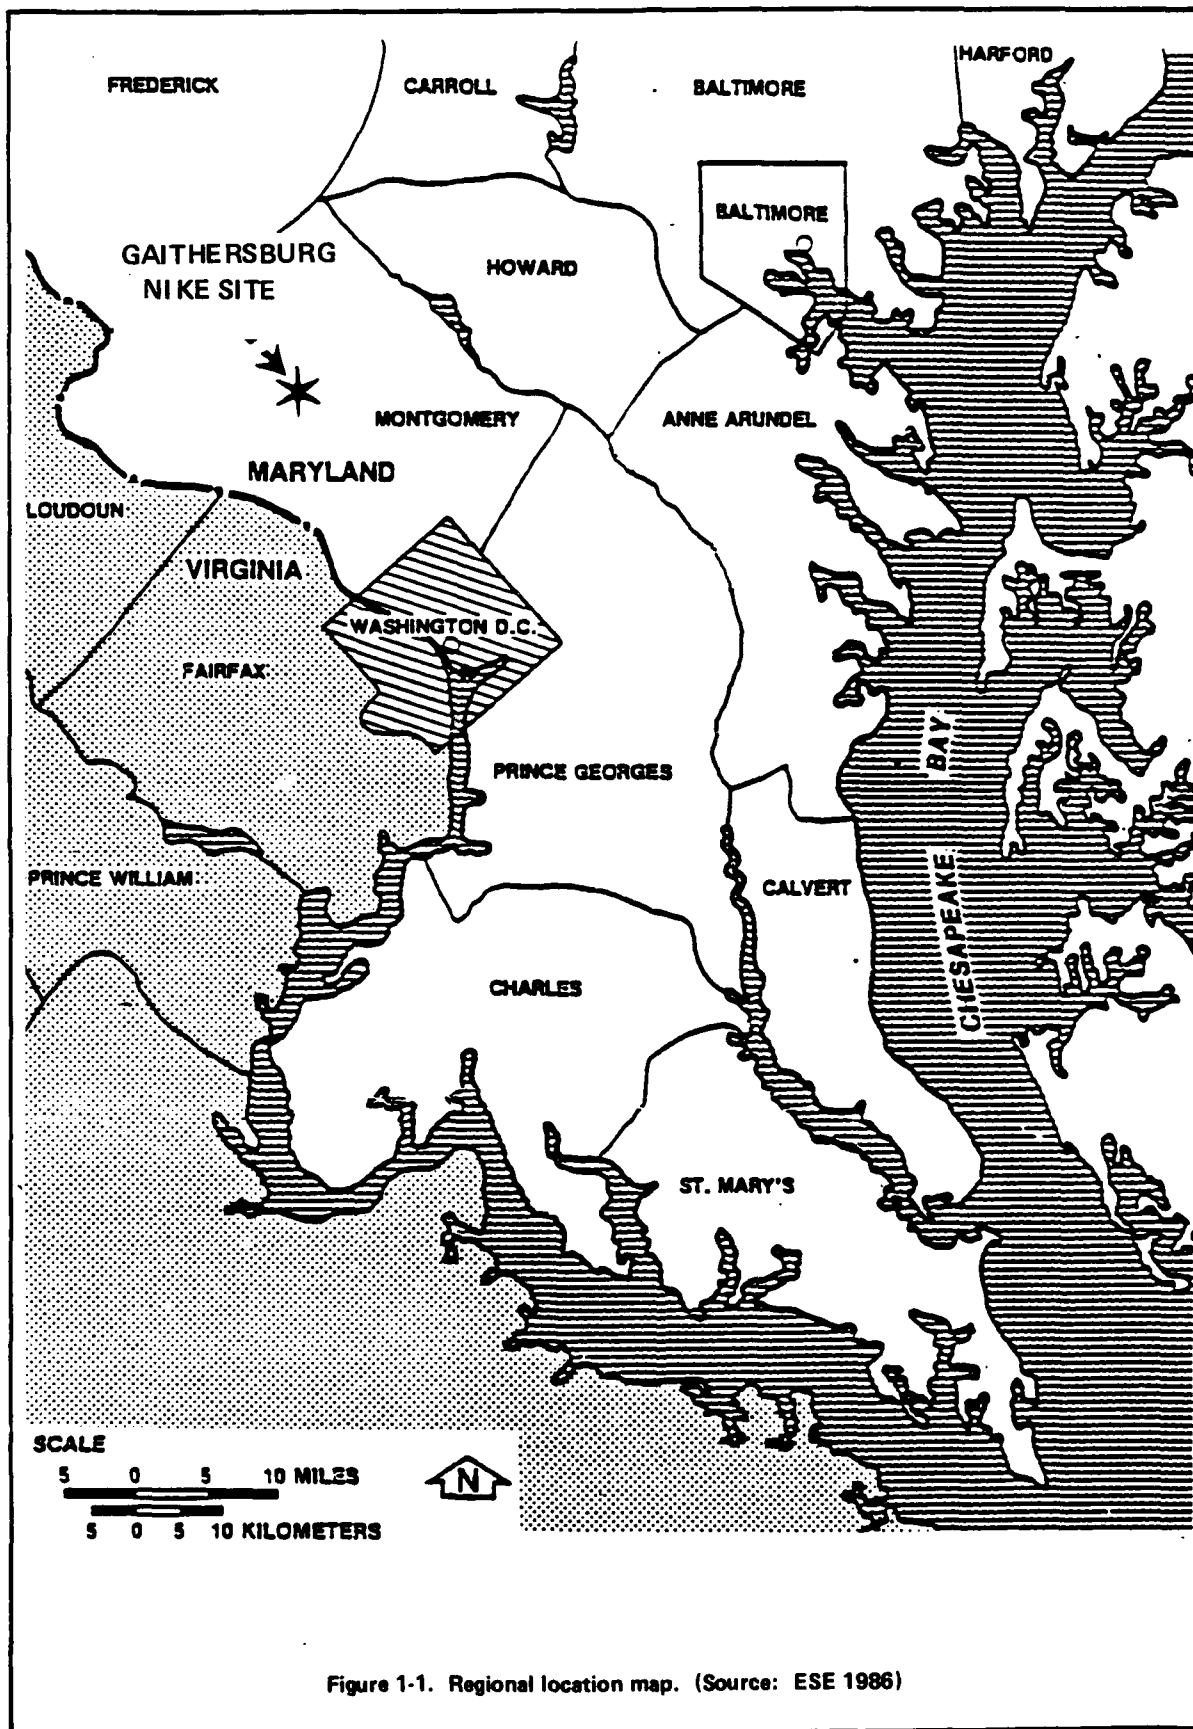 HARFORD
FREDERICK
CARROLL
BALTIMORE
BALTIMORE
GAITHERSBURG
NIKE SITE
HOWARD
MONTGOMERY
ANNE ARUNDEL
MARYLAND
LOUDOUN
VIRGINIA
WASHINGTON D.C.
FAIRFAX
BAY
PRINCE GEORGES
PRINCE WILLIAM
CALVERT
CHESAPEAKE
CHARLES
ST. MARY'S
SCALE
5 0 5 10 MILES
N
5 0 5 10 KILOMETERS
Figure 1-1. Regional location map. (Source: ESE 1986)